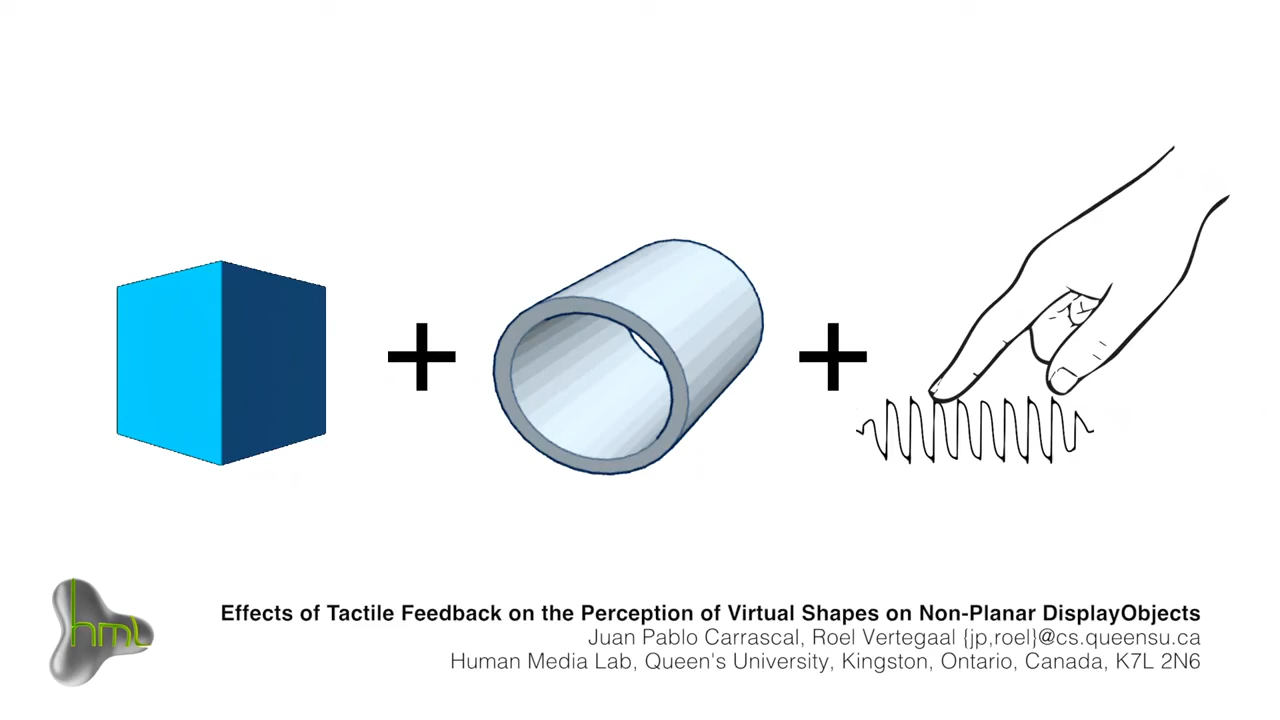 hml
Effects of Tactile Feedback on the Perception of Virtual Shapes on Non-Planar DisplayObjects
Juan Pablo Carrascal, Roel Vertegaal {jp,roel}@cs.queensu.ca
Human Media Lab, Queen's University, Kingston, Ontario, Canada, K7L 2N6